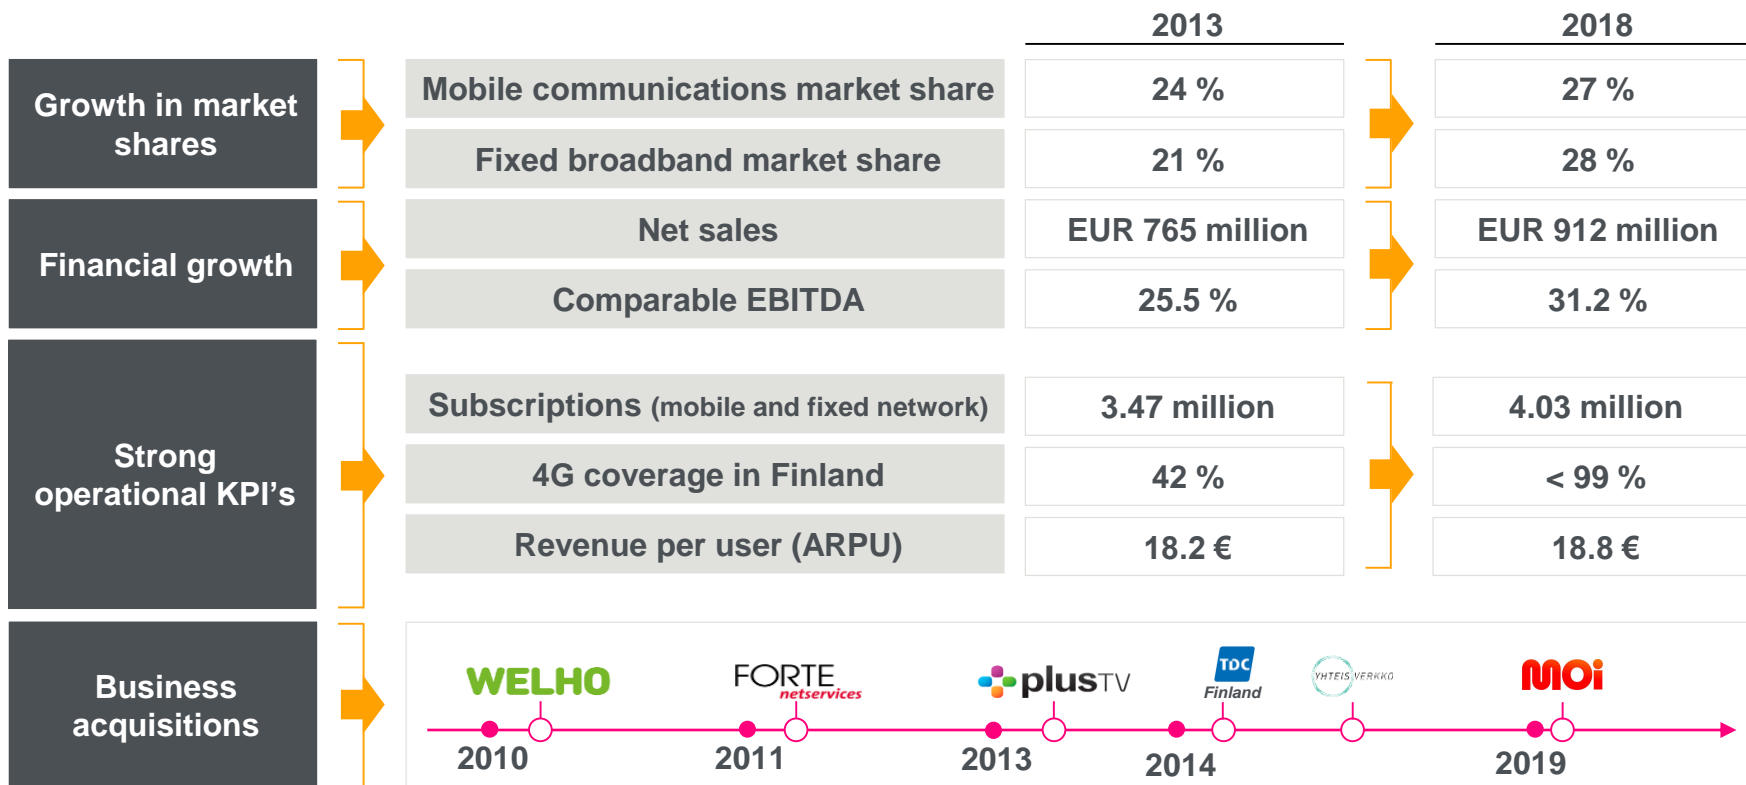 2013 2018
Growth in market
shares
Mobile communications market share 24 % 27 %
Fixed broadband market share 21 % 28 %
Financial growth
Net sales EUR 765 million EUR 912 million
Comparable EBITDA 25.5 % 31.2 %
Strong
operational KPI’s
Subscriptions (mobile and fixed network) 3.47 million 4.03 million
4G coverage in Finland 42 % < 99 %
Revenue per user (ARPU) 18.2 € 18.8 €
Business
acquisitions
WELHO
FORTE
netservices
plusTV
TDC
Finland
YHTEIS VERKKO
MOi
2010 2011 2013 2014 2019